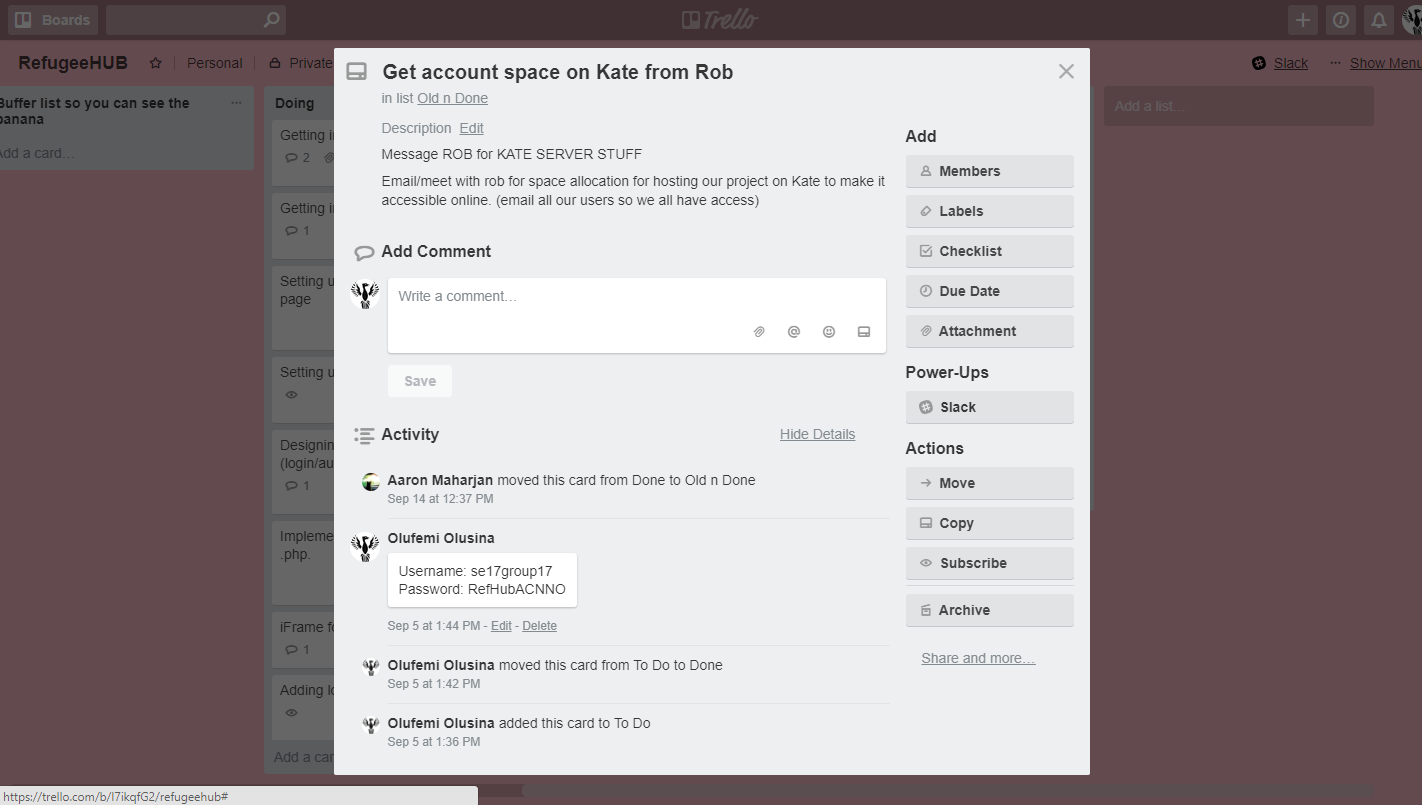 Boards
Trello
RefugeeHUB
Personal
Private
Slack
Show Menu
Buffer list so you can see the
banana
Add a card…
Doing
Getting i
2
Getting i
1
Setting u
page
Setting u
Designin
(login/au
1
Impleme
.php.
iFrame fo
1
Adding lo
Add a car
Add a list…
Get account space on Kate from Rob
in list Old n Done
Description Edit
Message ROB for KATE SERVER STUFF
Email/meet with rob for space allocation for hosting our project on Kate to make it
accessible online. (email all our users so we all have access)
Add Comment
Write a comment…
Save
Activity
Hide Details
Aaron Maharjan moved this card from Done to Old n Done
Sep 14 at 12:37 PM
Olufemi Olusina
Username: se17group17
Password: RefHubACNNO
Sep 5 at 1:44 PM - Edit - Delete
Olufemi Olusina moved this card from To Do to Done
Sep 5 at 1:42 PM
Olufemi Olusina added this card to To Do
Sep 5 at 1:36 PM
Add
Members
Labels
Checklist
Due Date
Attachment
Power-Ups
Slack
Actions
Move
Copy
Subscribe
Archive
Share and more…
https://trello.com/b/I7ikqfG2/refugeehub#